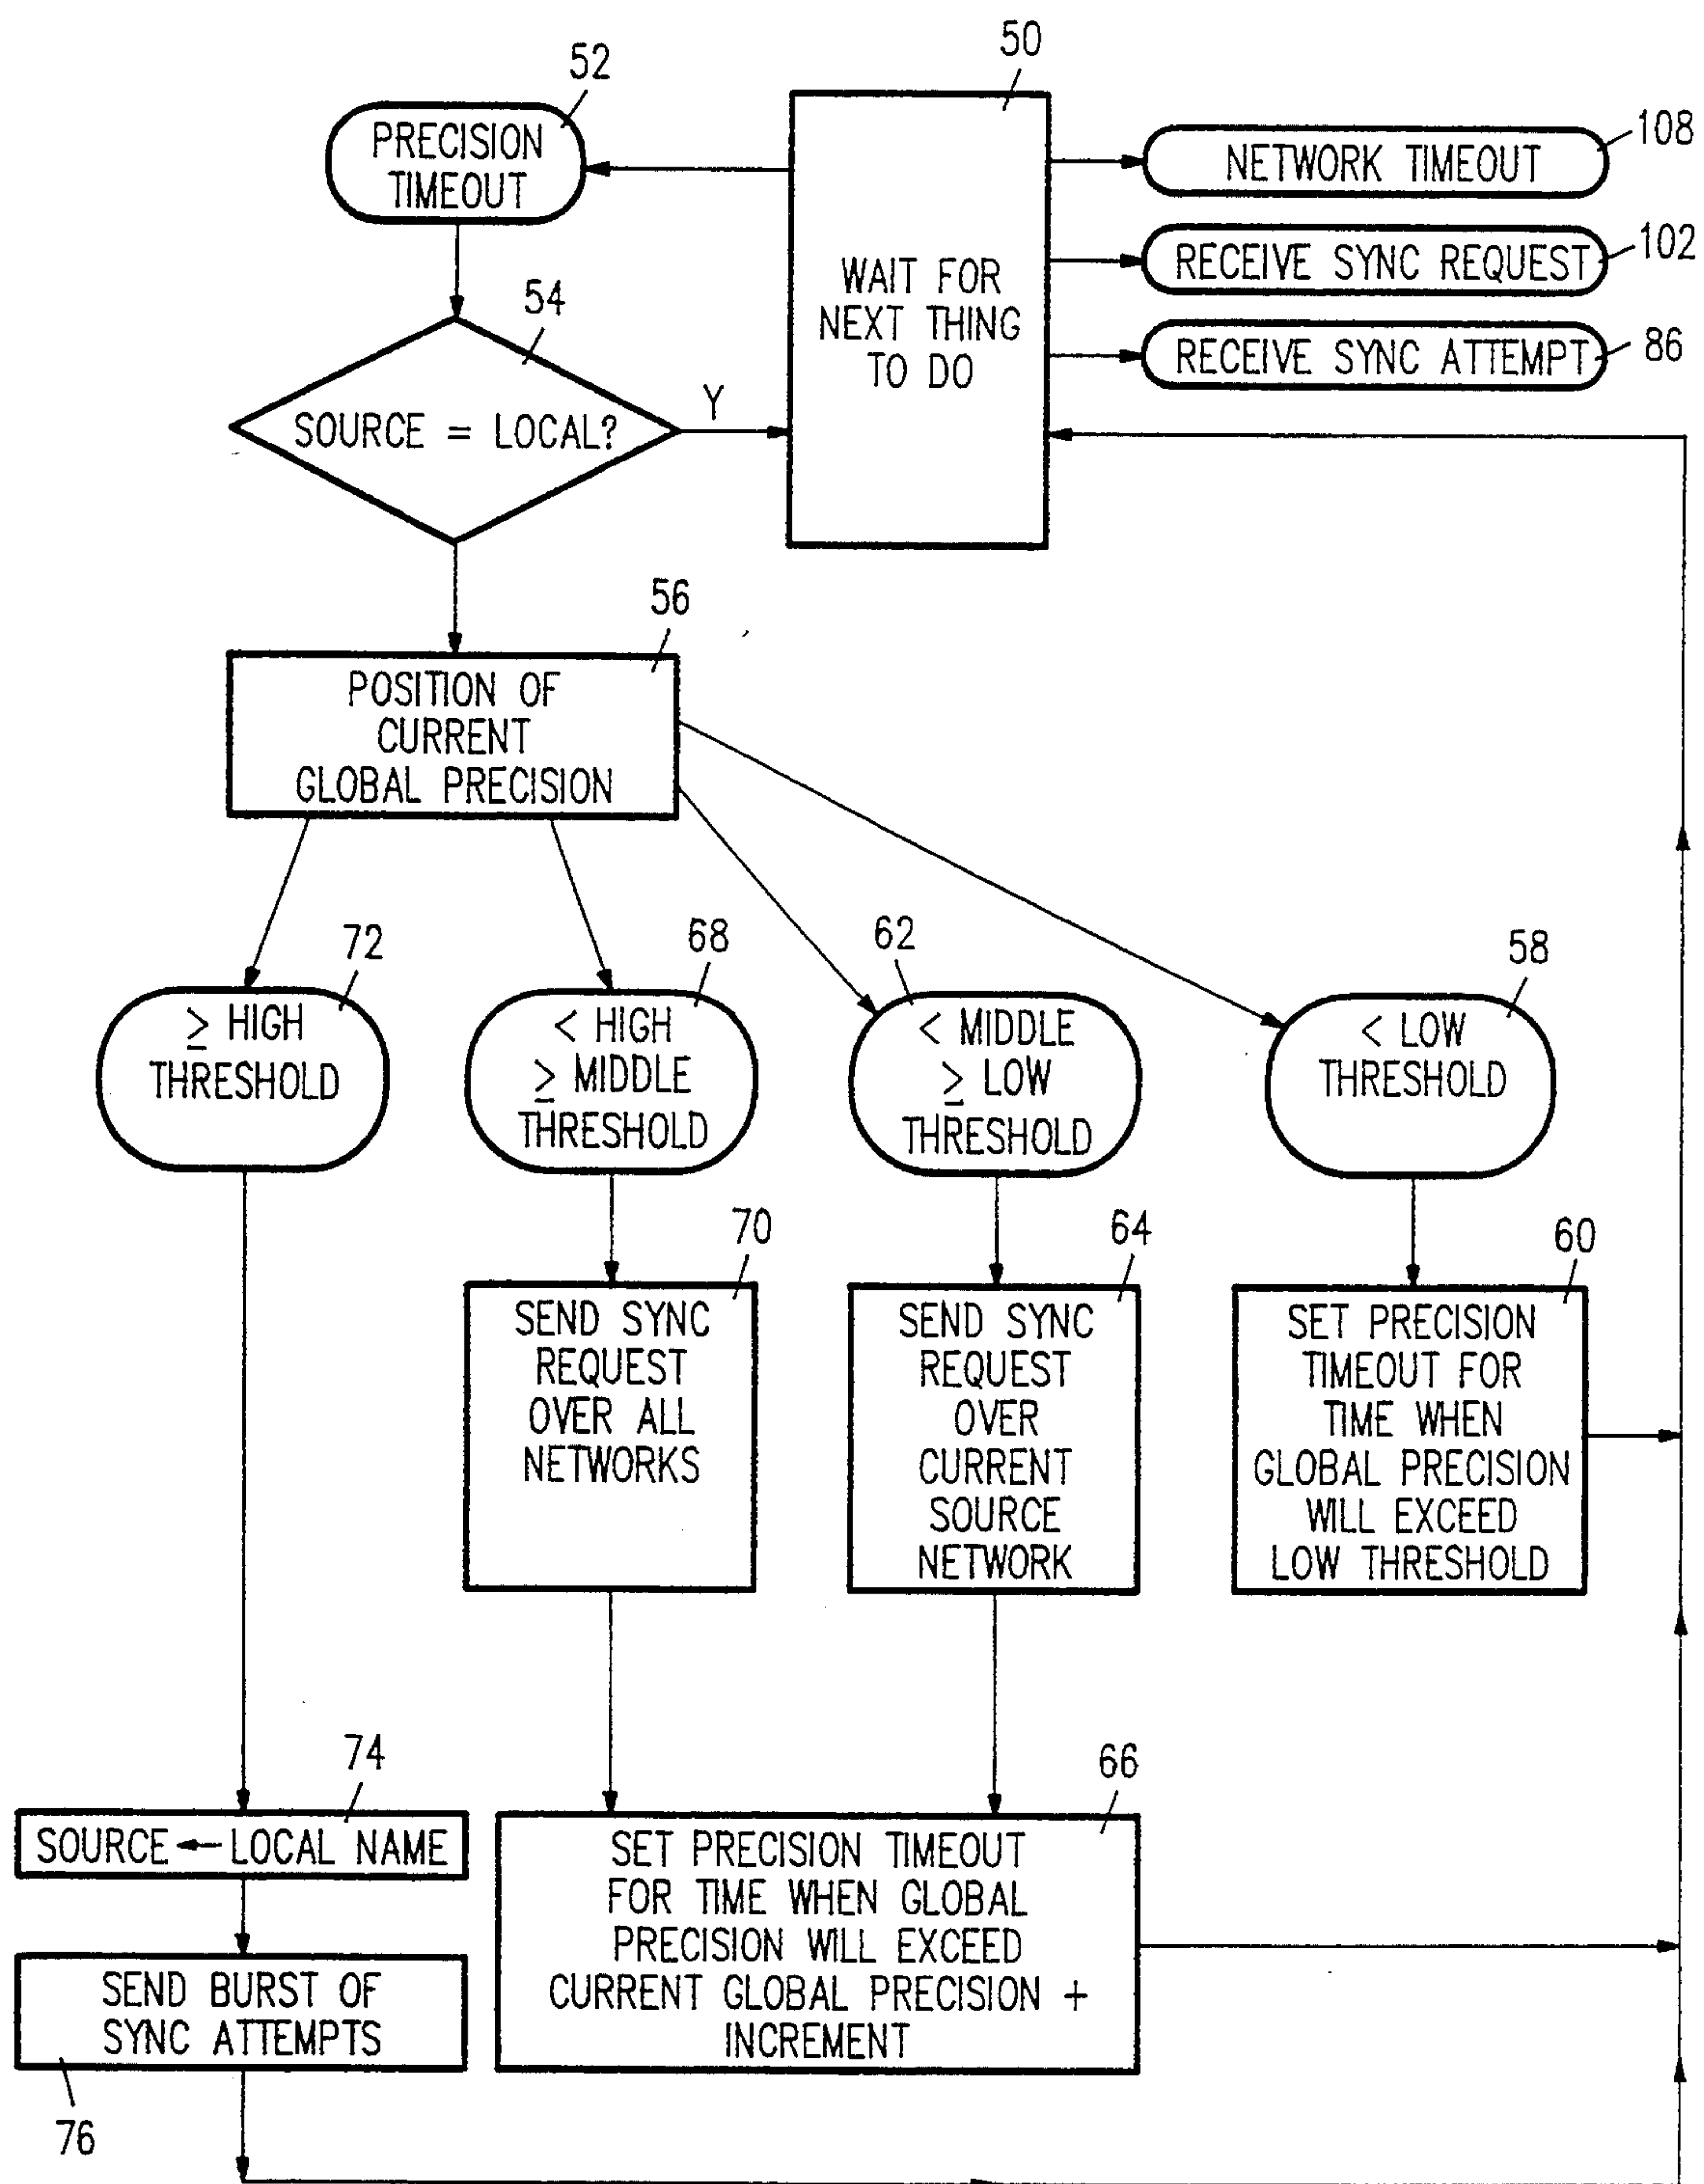 50
52
PRECISION
TIMEOUT
108
NETWORK TIMEOUT
102
RECEIVE SYNC REQUEST
86
RECEIVE SYNC ATTEMPT
WAIT FOR
NEXT THING
TO DO
54
SOURCE = LOCAL?
Y
56
POSITION OF
CURRENT
GLOBAL PRECISION
72
≥ HIGH
THRESHOLD
68
< HIGH
≥ MIDDLE
THRESHOLD
62
< MIDDLE
≥ LOW
THRESHOLD
58
< LOW
THRESHOLD
70
SEND SYNC
REQUEST
OVER ALL
NETWORKS
64
SEND SYNC
REQUEST
OVER
CURRENT
SOURCE
NETWORK
60
SET PRECISION
TIMEOUT FOR
TIME WHEN
GLOBAL PRECISION
WILL EXCEED
LOW THRESHOLD
74
SOURCE ← LOCAL NAME
66
SET PRECISION TIMEOUT
FOR TIME WHEN GLOBAL
PRECISION WILL EXCEED
CURRENT GLOBAL PRECISION +
INCREMENT
SEND BURST OF
SYNC ATTEMPTS
76